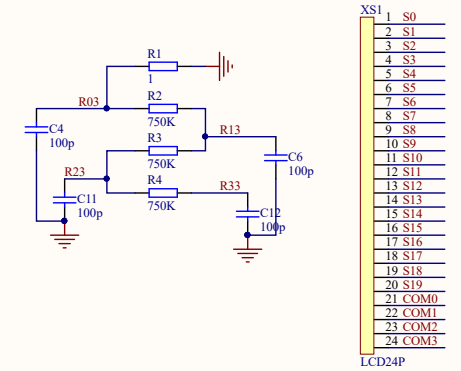 XS1
R1
1
R03
R2
750K
C4
100p
R3
750K
R13
C6
100p
R23
R4
750K
R33
C11
100p
C12
100p
1 S0
2 S1
3 S2
4 S3
5 S4
6 S5
7 S6
8 S7
9 S8
10 S9
11 S10
12 S11
13 S12
14 S13
15 S14
16 S15
17 S16
18 S17
19 S18
20 S19
21 COM0
22 COM1
23 COM2
24 COM3
LCD24P